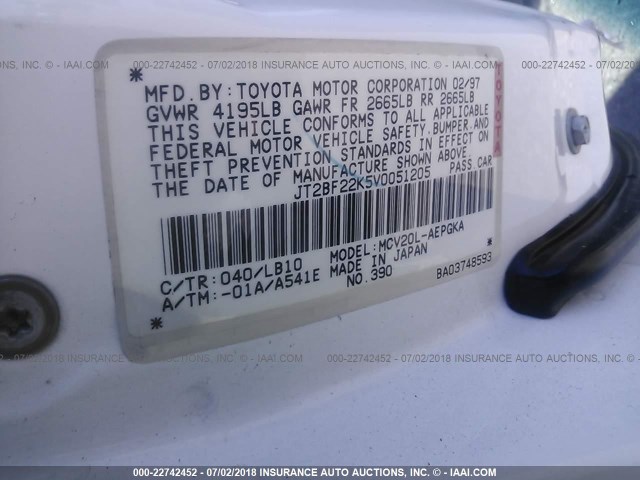 000-22742452 - 07/02/2018 INSURANCE AUTO AUCTIONS, INC. - © IAAI.COM
MFD. BY: TOYOTA MOTOR CORPORATION 02/97
GVWR 4195LB GAWR FR 2665LB RR 2665LB
THIS VEHICLE CONFORMS TO ALL APPLICABLE
FEDERAL MOTOR VEHICLE SAFETY, BUMPER, AND
THEFT PREVENTION STANDARDS IN EFFECT ON
THE DATE OF MANUFACTURE SHOWN ABOVE.
JT2BF22K5V0051205 PASS. CAR
TOYOTA
C/TR: 040/LB10 MODEL: MCV20L-AEPGKA
A/TM: -01A/A541E MADE IN JAPAN
NO. 390 BA03748593
000-22742452 - 07/02/2018 INSURANCE AUTO AUCTIONS, INC. - © IAAI.COM
000-22742452 - 07/02/2018 INSURANCE AUTO AUCTIONS, INC. - © IAAI.COM